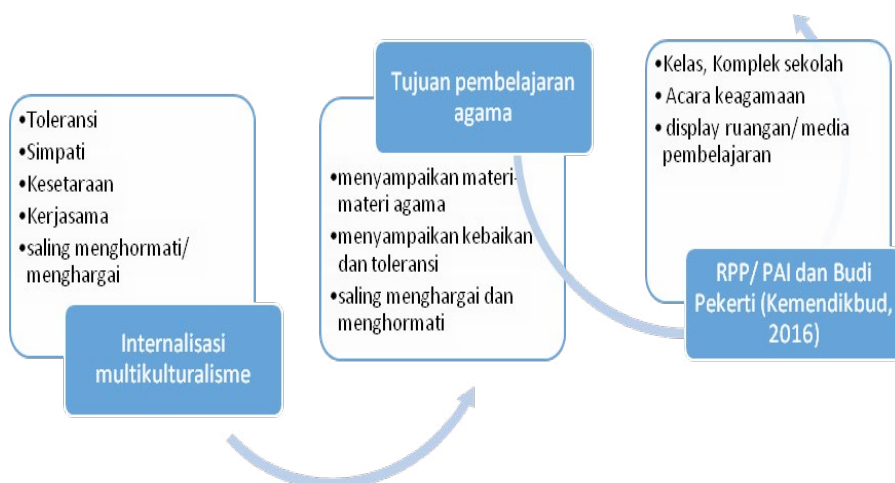 •Toleransi
•Simpati
•Kesetaraan
•Kerjasama
•saling menghormati/
menghargai
Internalisasi
multikulturalisme
Tujuan pembelajaran
agama
•menyampaikan materi-
materi agama
•menyampaikan kebaikan
dan toleransi
•saling menghargai dan
menghormati
•Kelas, Komplek sekolah
• Acara keagamaan
• display ruangan/ media
pembelajaran
RPP/ PAI dan Budi
Pekerti (Kemendikbud,
2016)